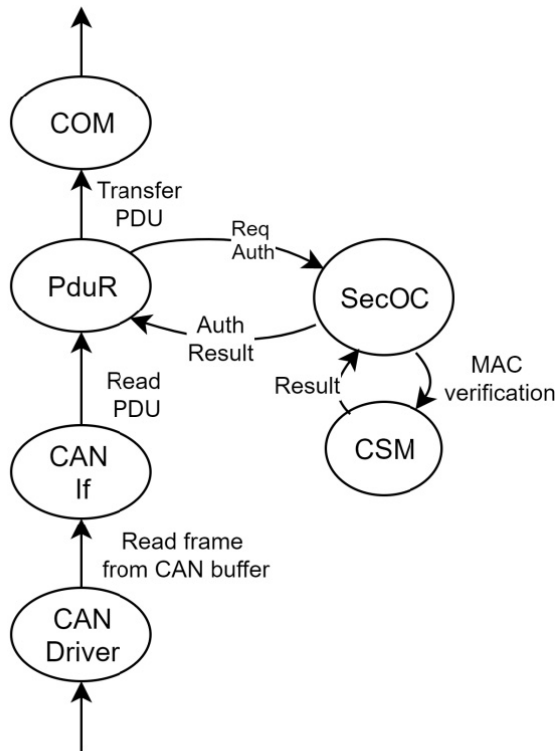 COM
Transfer
PDU
Req
Auth
PduR
SecOC
Auth
Result
Read
PDU
Result
MAC
verification
CAN
If
CSM
Read frame
from CAN buffer
CAN
Driver